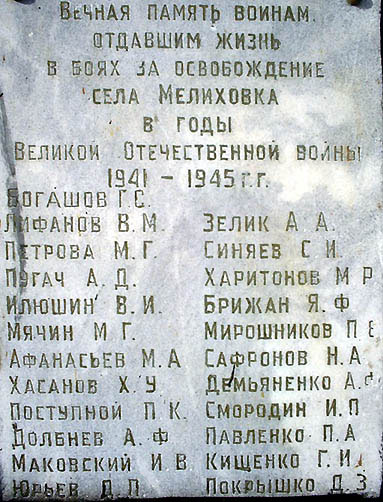 Вечная память воинам,
отдавшим жизнь
в боях за освобождение
села Мелиховка
в годы
Великой Отечественной войны
1941 – 1945 г.г.
Богашов Г.С.
Лифанов В. М. Зелик А А.
Петрова М. Г. Синяев С И.
Пугач А. Д. Харитонов М Р
Илюшин В. И. Брижан Я. Ф
Мячин М Г. Мирошников П
Афанасьев М. А Сафронов Н. А
Хасанов Х. У Демьяненко А.
Поступной П К. Смородин И. П
Долбнев А. Ф Павленко П. А
Маковский И В Кищенко Г. И
Юрьев Д П Покрышко Д. З